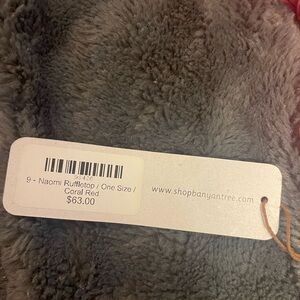 9 - Naomi Ruffletop / One Size /
Coral Red
$63.00
www.shopbanyantree.com